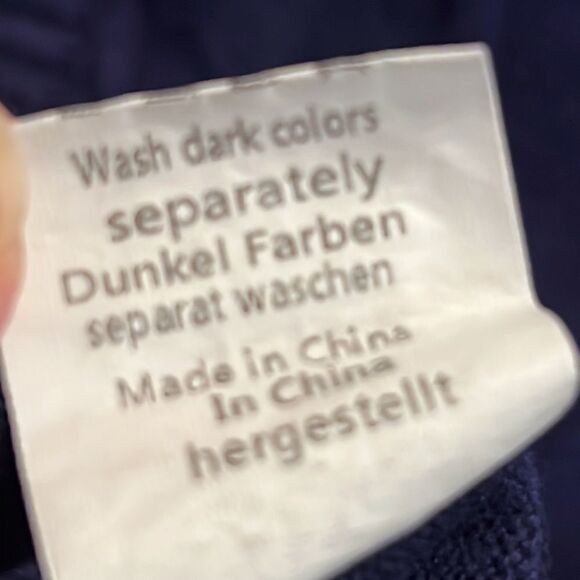 Wash dark colors
separately
Dunkel Farben
separat waschen
Made in China
In China
hergestellt